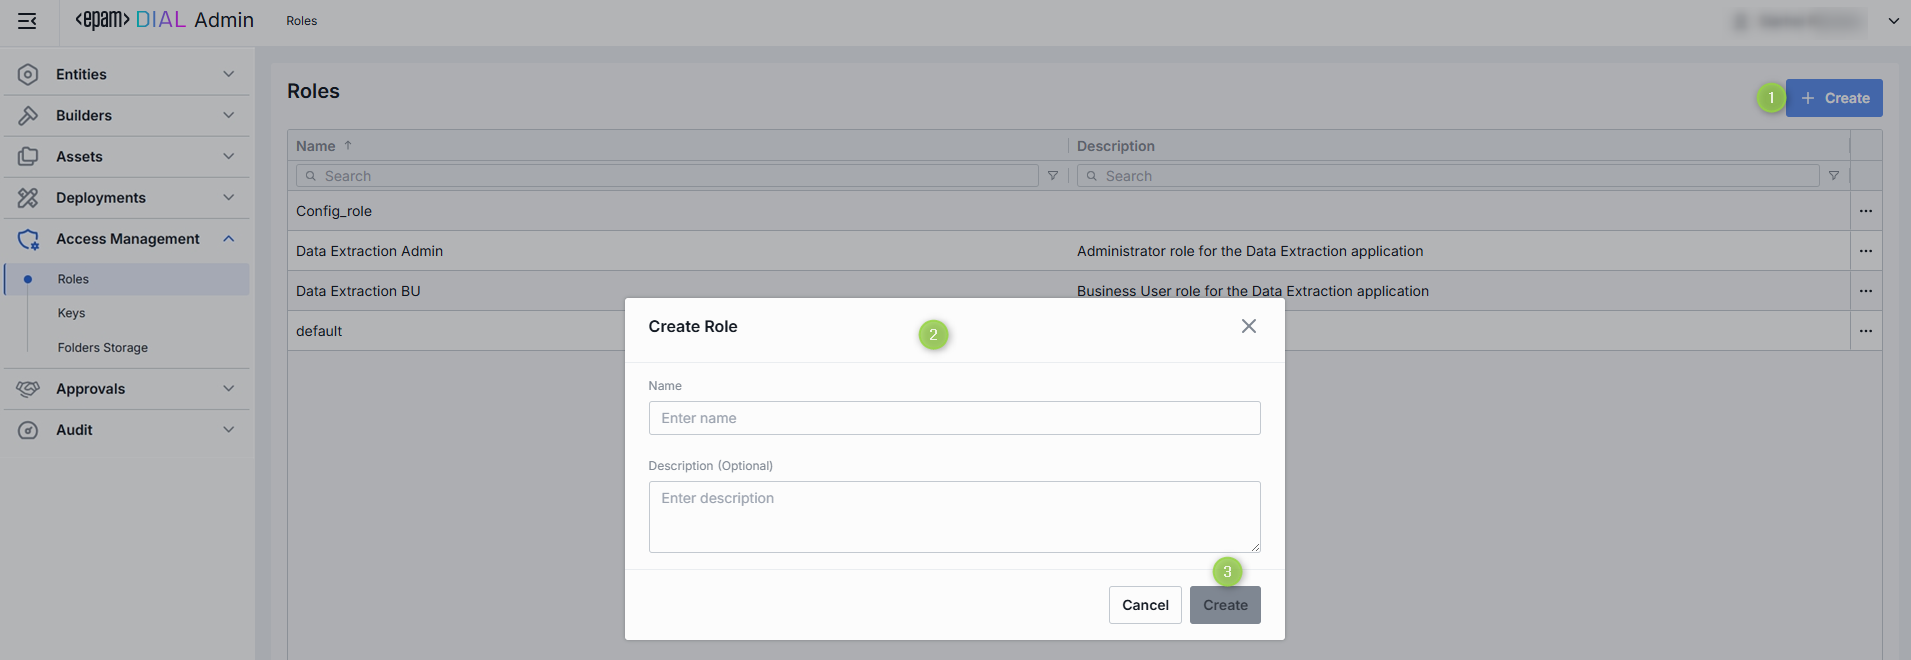 <epam> DIAL Admin
Roles
Entities
Builders
Assets
Deployments
Access Management
Roles
Keys
Folders Storage
Approvals
Audit
Roles
1
+ Create
Name ↑
Description
Search
Search
Config_role
Data Extraction Admin
Administrator role for the Data Extraction application
Data Extraction BU
Business User role for the Data Extraction application
default
Create Role
2
Name
Enter name
Description (Optional)
Enter description
3
Cancel
Create